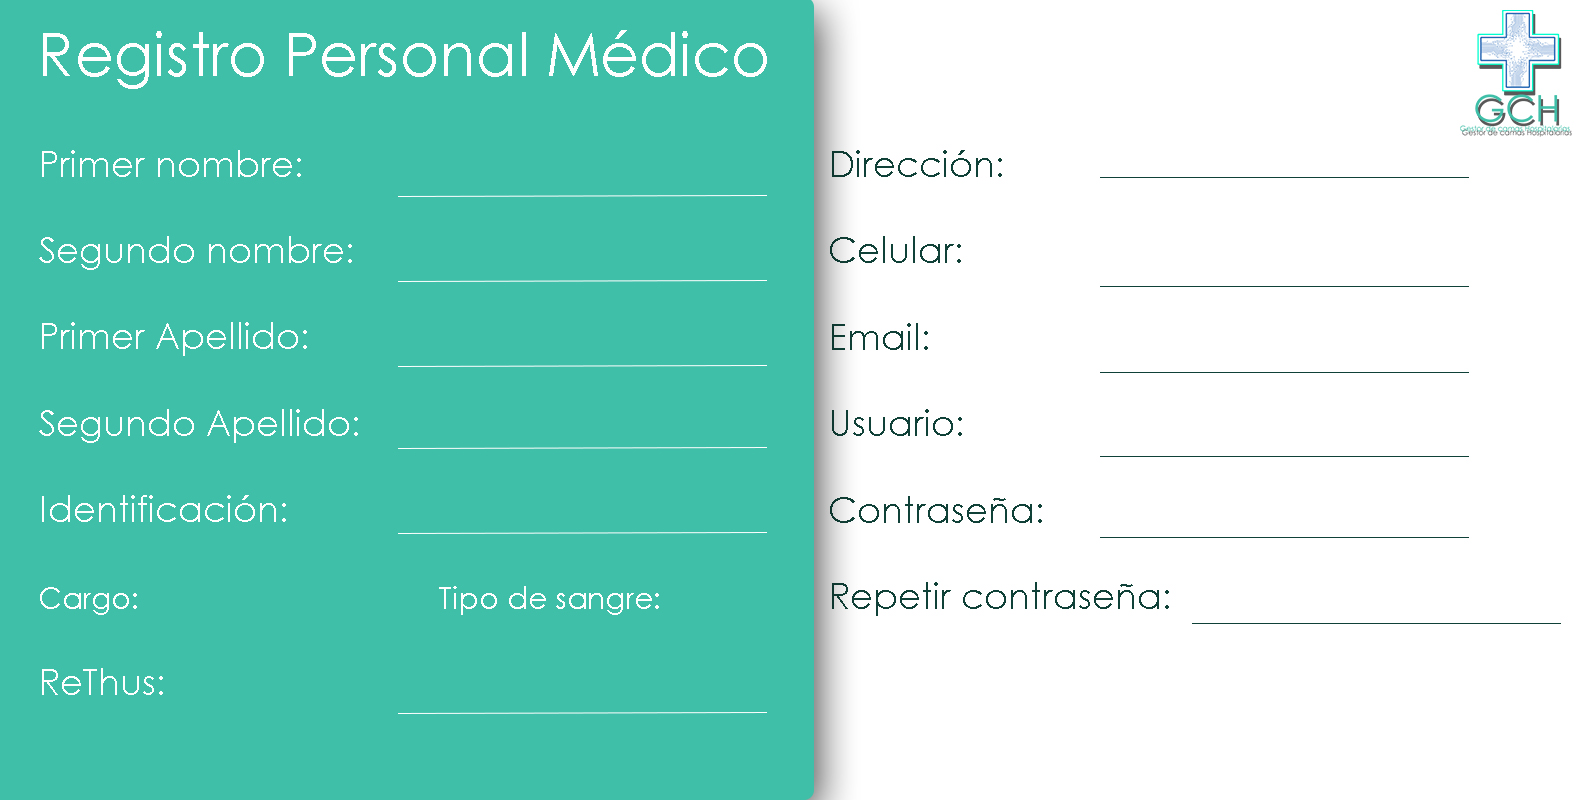 Registro Personal Médico
Primer nombre:
Segundo nombre:
Primer Apellido:
Segundo Apellido:
Identificación:
Cargo:
Tipo de sangre:
ReThus:
GCH
Gestor de camas Hospitalarias
Dirección:
Celular:
Email:
Usuario:
Contraseña:
Repetir contraseña: